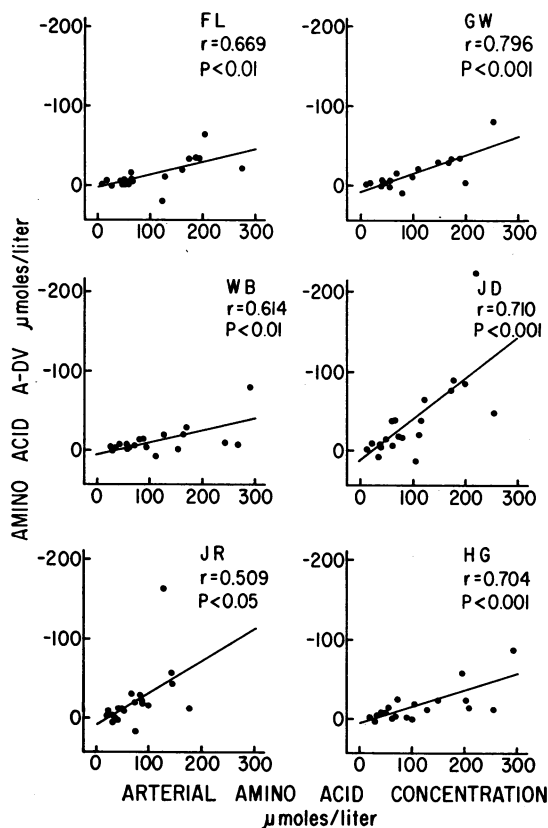 FL
r=0.669
P<0.01
-200
-100
0
0 100 200 300
GW
r=0.796
P<0.001
-200
-100
0
0 100 200 300
WB
r=0.614
P<0.01
-200
-100
0
0 100 200 300
JD
r=0.710
P<0.001
-200
-100
0
0 100 200 300
JR
r=0.509
P<0.05
-200
-100
0
0 100 200 300
HG
r=0.704
P<0.001
-200
-100
0
0 100 200 300
AMINO ACID A-DV µmoles/liter
ARTERIAL AMINO ACID CONCENTRATION
µmoles/liter